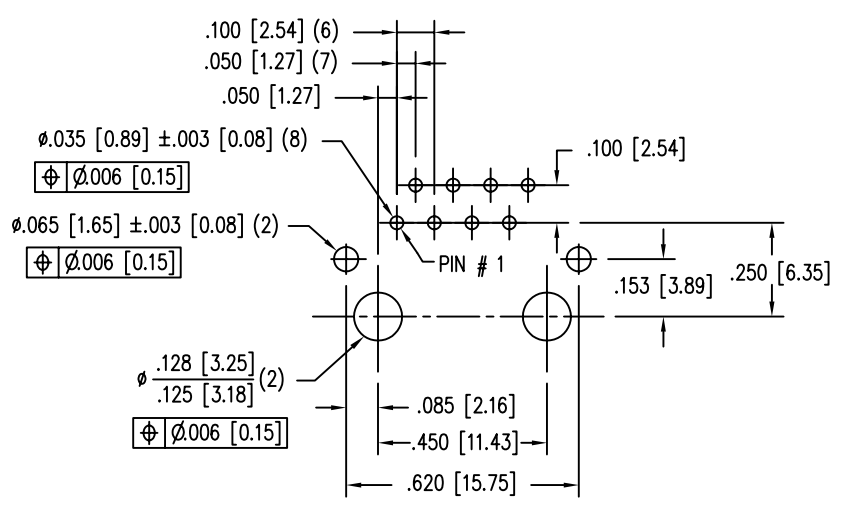 .100 [2.54] (6)
.050 [1.27] (7)
.050 [1.27]
ø.035 [0.89] ±.003 [0.08] (8)
⌖ Ø.006 [0.15]
.100 [2.54]
ø.065 [1.65] ±.003 [0.08] (2)
⌖ Ø.006 [0.15]
PIN # 1
.153 [3.89]
.250 [6.35]
ø .128 [3.25]
.125 [3.18] (2)
⌖ Ø.006 [0.15]
.085 [2.16]
.450 [11.43]
.620 [15.75]